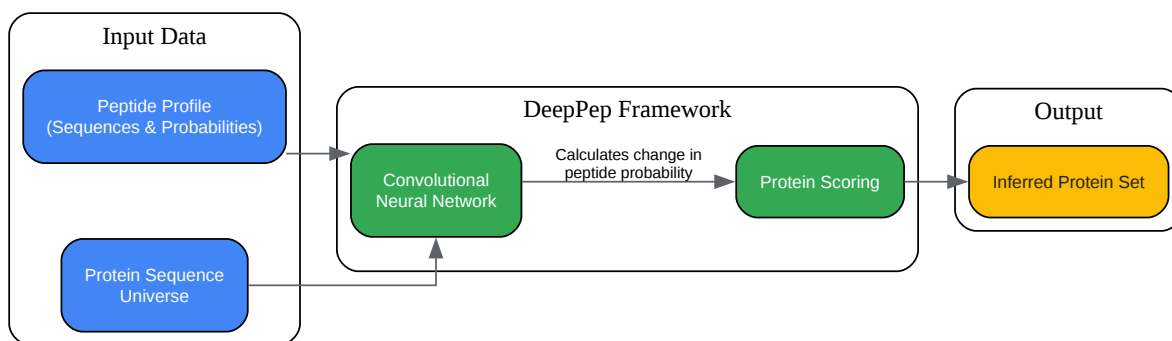 Input Data
Peptide Profile
(Sequences & Probabilities)
Protein Sequence
Universe
DeepPep Framework
Convolutional
Neural Network
Calculates change in
peptide probability
Protein Scoring
Output
Inferred Protein Set